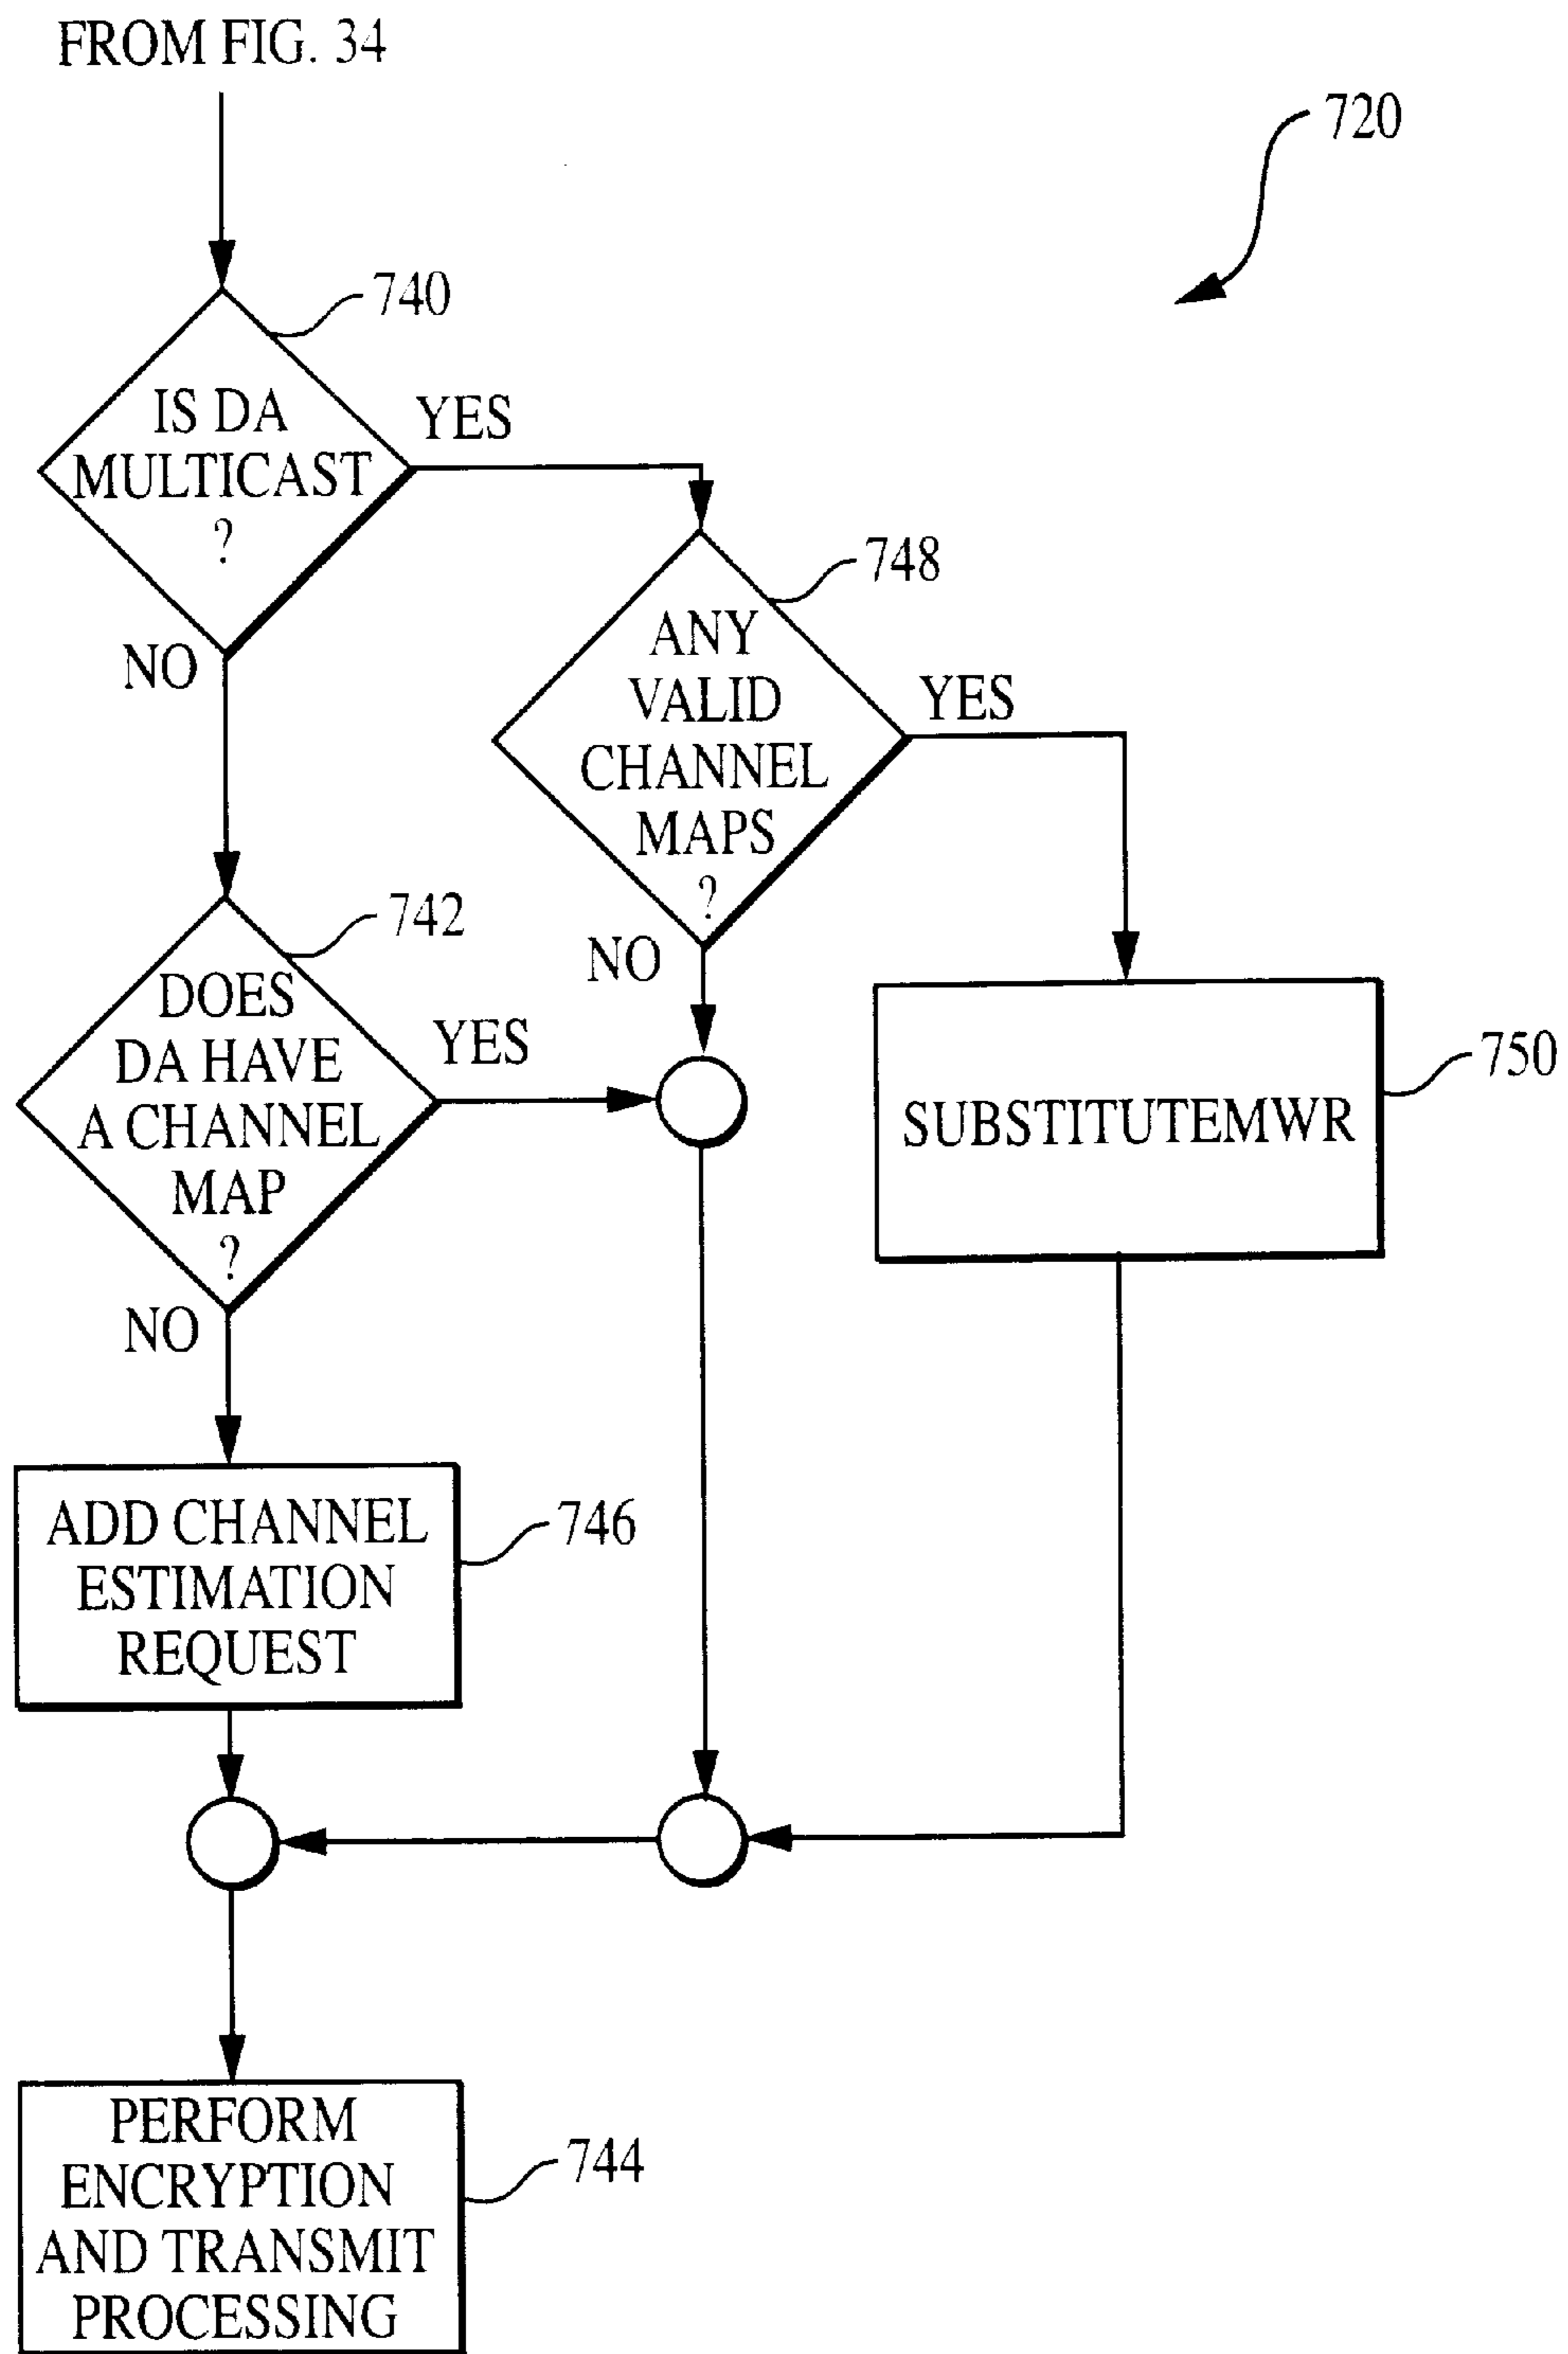 FROM FIG. 34
720
740
IS DA
MULTICAST
?
YES
NO
748
ANY
VALID
CHANNEL
MAPS
?
YES
NO
742
DOES
DA HAVE
A CHANNEL
MAP
?
YES
NO
750
SUBSTITUTEMWR
746
ADD CHANNEL
ESTIMATION
REQUEST
744
PERFORM
ENCRYPTION
AND TRANSMIT
PROCESSING